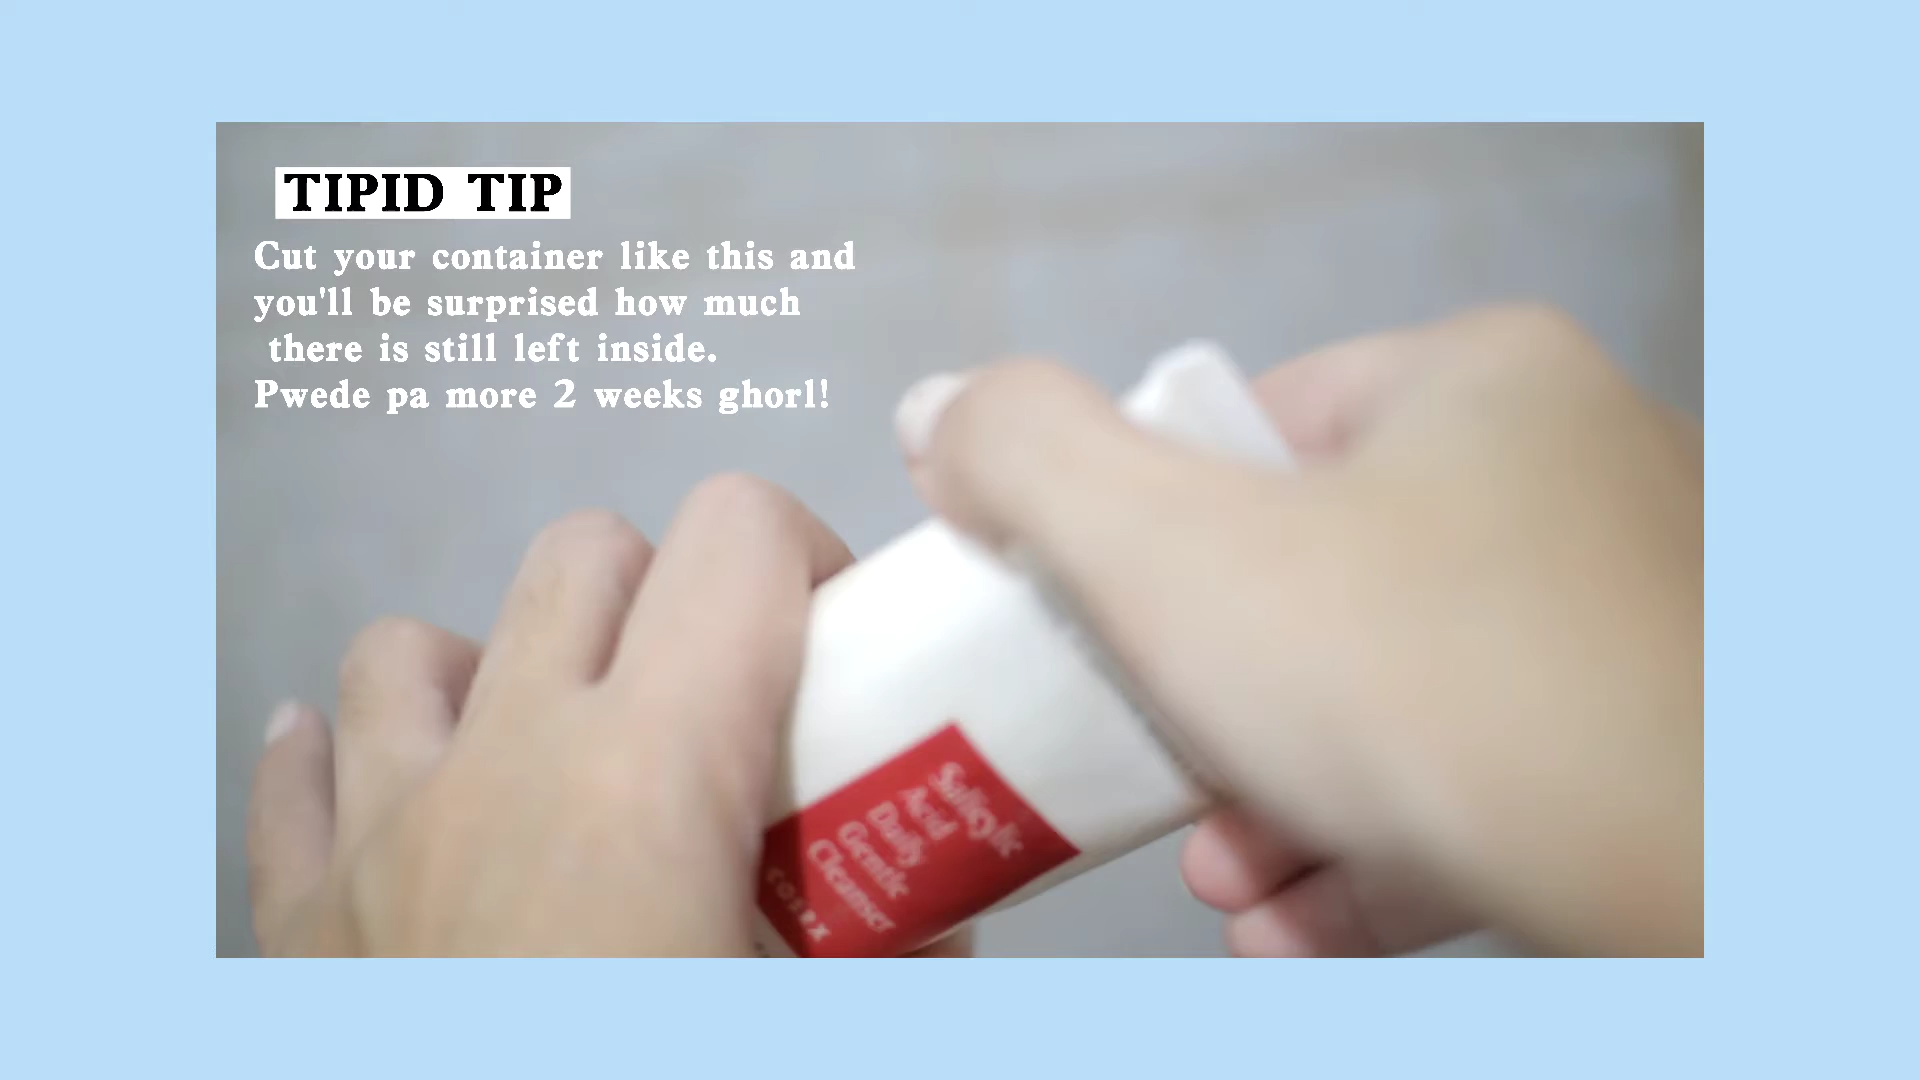 TIPID TIP
Cut your container like this and
you'll be surprised how much
there is still left inside.
Pwede pa more 2 weeks ghorl!
Salicylic
Acid
Daily
Gentle
Cleanser
COSRX